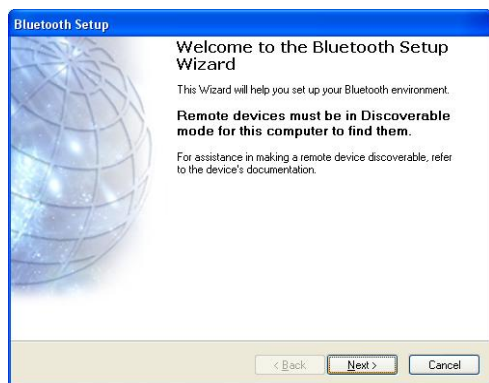 Bluetooth Setup
Welcome to the Bluetooth Setup
Wizard
This Wizard will help you set up your Bluetooth environment.
Remote devices must be in Discoverable
mode for this computer to find them.
For assistance in making a remote device discoverable, refer
to the device's documentation.
< Back
Next >
Cancel